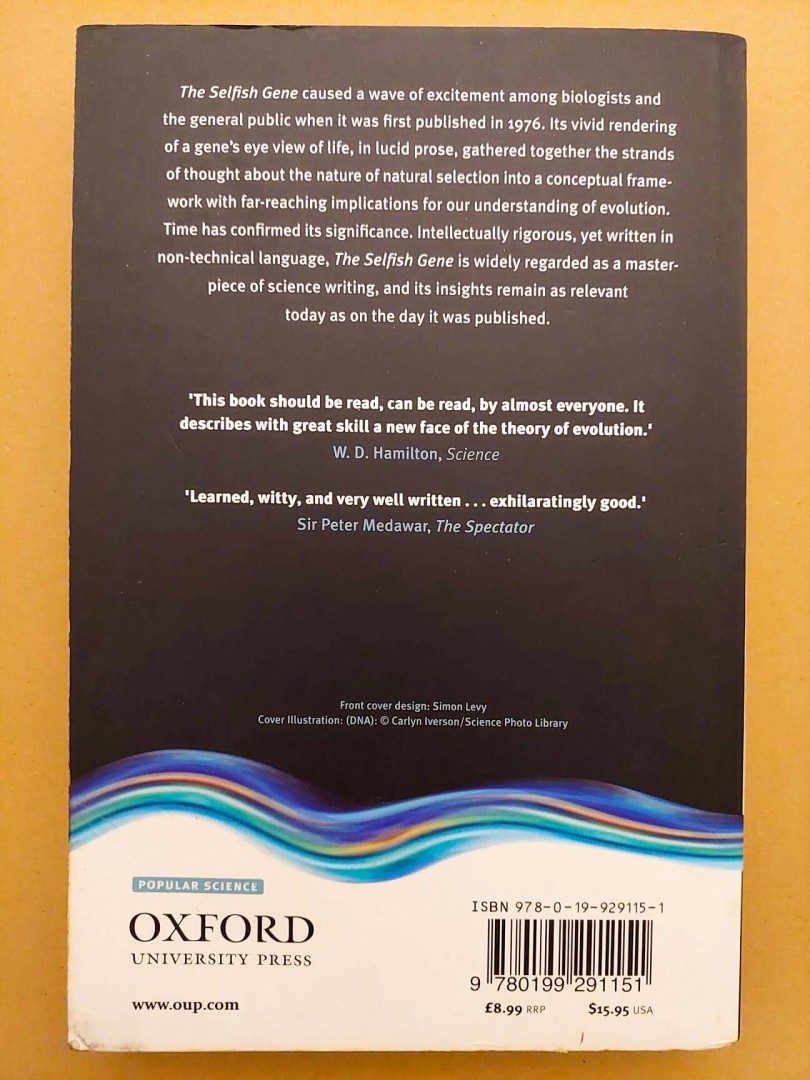 The Selfish Gene caused a wave of excitement among biologists and
the general public when it was first published in 1976. Its vivid rendering
of a gene's eye view of life, in lucid prose, gathered together the strands
of thought about the nature of natural selection into a conceptual frame-
work with far-reaching implications for our understanding of evolution.
Time has confirmed its significance. Intellectually rigorous, yet written in
non-technical language, The Selfish Gene is widely regarded as a master-
piece of science writing, and its insights remain as relevant
today as on the day it was published.
'This book should be read, can be read, by almost everyone. It
describes with great skill a new face of the theory of evolution.'
W. D. Hamilton, Science
'Learned, witty, and very well written . . . exhilaratingly good.'
Sir Peter Medawar, The Spectator
Front cover design: Simon Levy
Cover Illustration: (DNA): © Carlyn Iverson/Science Photo Library
POPULAR SCIENCE
OXFORD
UNIVERSITY PRESS
www.oup.com
ISBN 978-0-19-929115-1
9 780199 291151
£8.99 RRP $15.95 USA